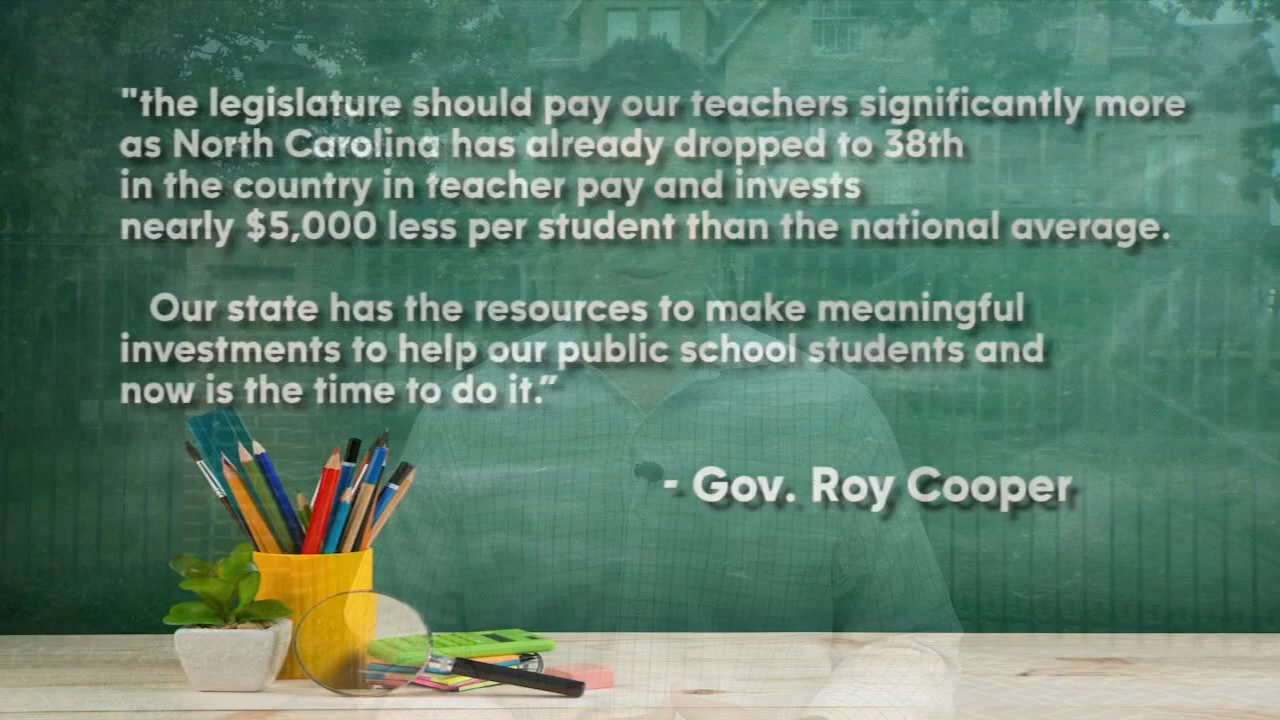 "the legislature should pay our teachers significantly more
as North Carolina has already dropped to 38th
in the country in teacher pay and invests
nearly $5,000 less per student than the national average.
Our state has the resources to make meaningful
investments to help our public school students and
now is the time to do it.”
- Gov. Roy Cooper